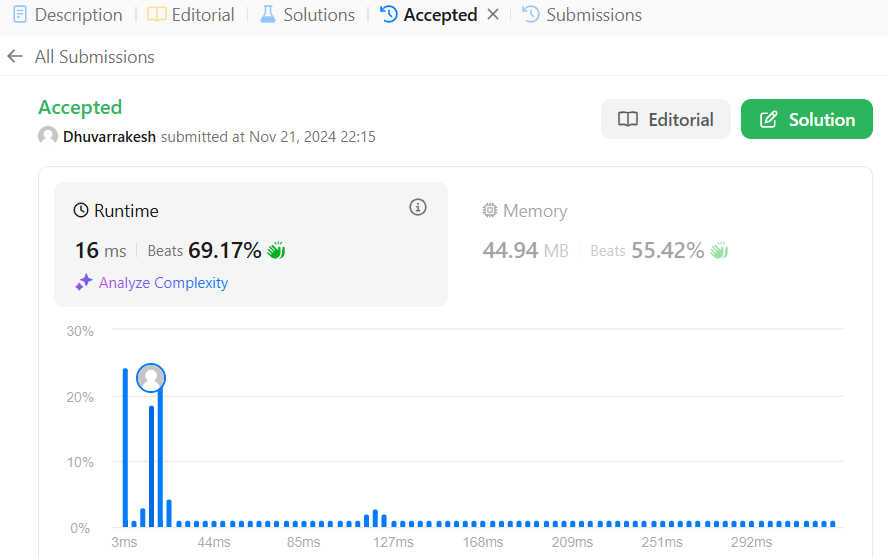 Description Editorial Solutions Accepted Submissions
All Submissions
Accepted
Dhuvarrakesh submitted at Nov 21, 2024 22:15
Editorial
Solution
Runtime
16 ms Beats 69.17%
Analyze Complexity
Memory
44.94 MB Beats 55.42%
30%
20%
10%
0%
3ms 44ms 85ms 127ms 168ms 209ms 251ms 292ms